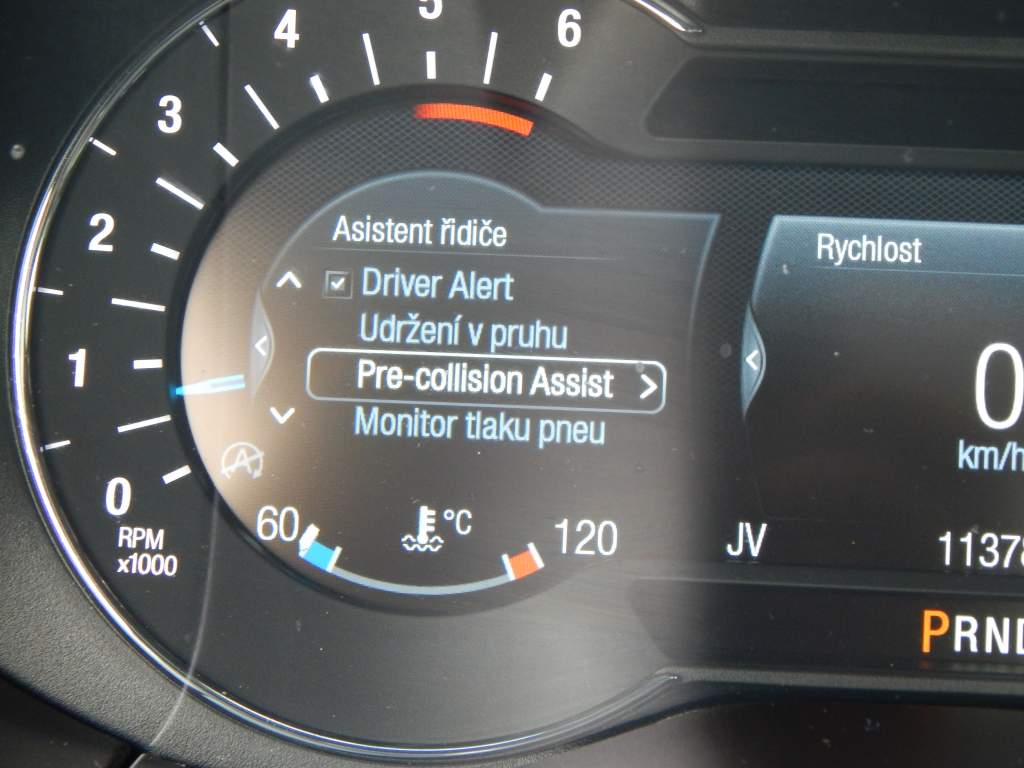 4 5 6
3
2
1
0
RPM
x1000
Asistent řidiče
Driver Alert
Udržení v pruhu
Pre-collision Assist
Monitor tlaku pneu
A
60 °C 120
Rychlost
0
km/h
JV
PRND